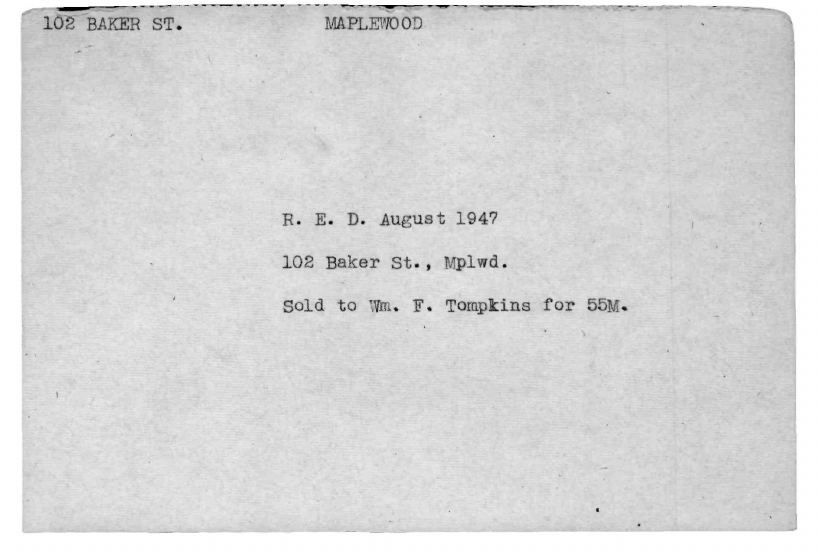 102 BAKER ST. MAPLEWOOD
R. E. D. August 1947
102 Baker St., Mplwd.
Sold to Wm. F. Tompkins for 55M.